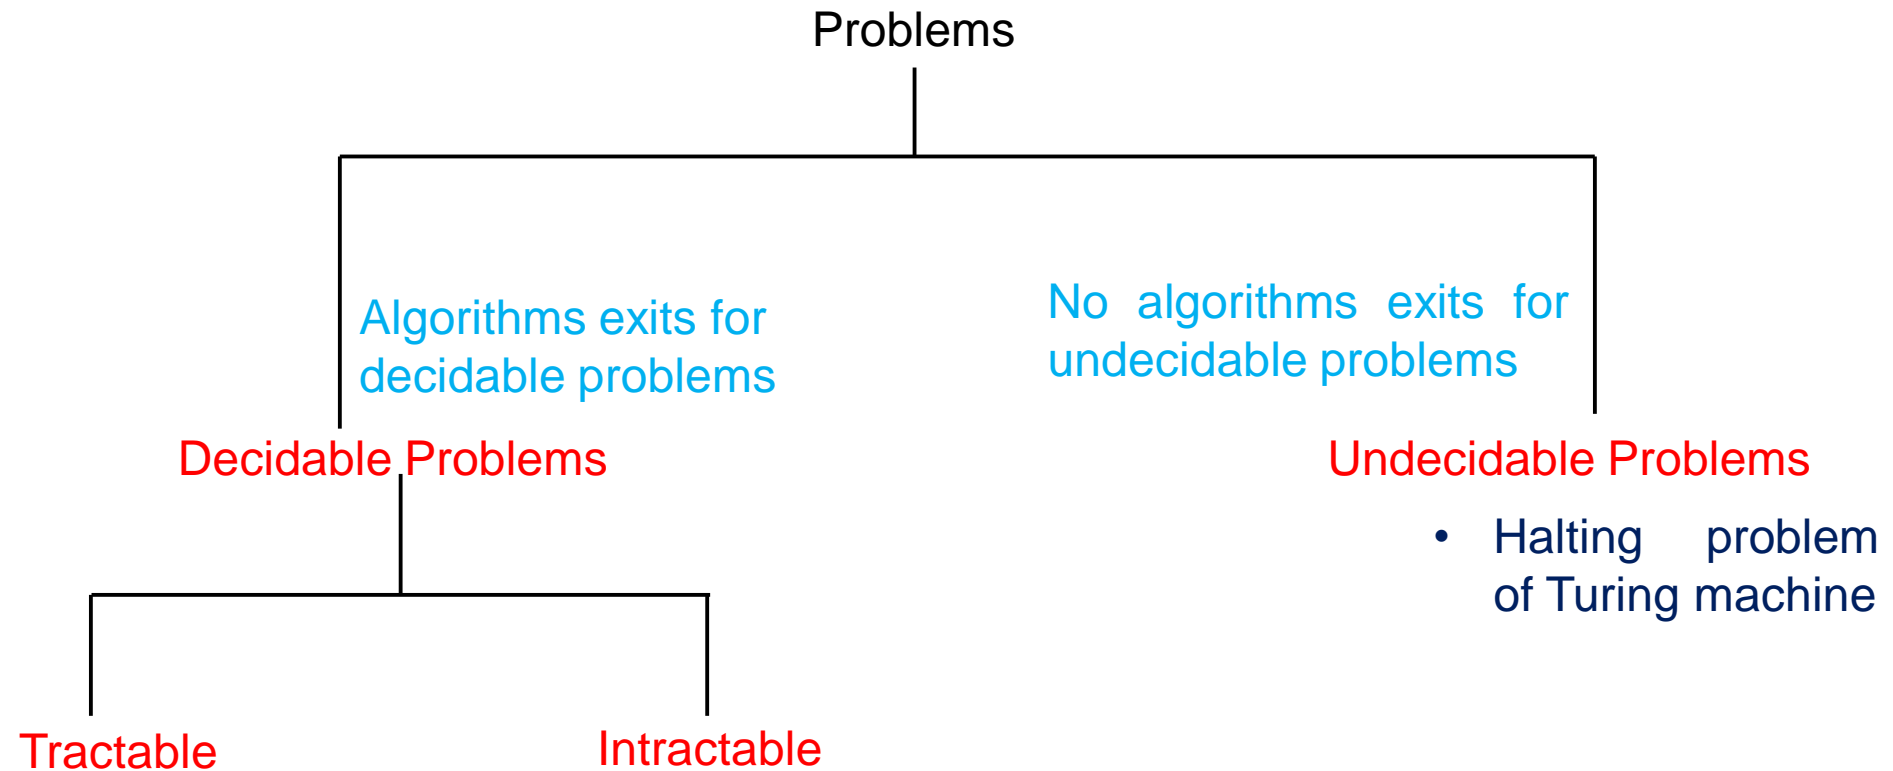 Problems
Algorithms exits for
decidable problems
No algorithms exits for
undecidable problems
Decidable Problems
Undecidable Problems
• Halting problem
of Turing machine
Tractable
Intractable